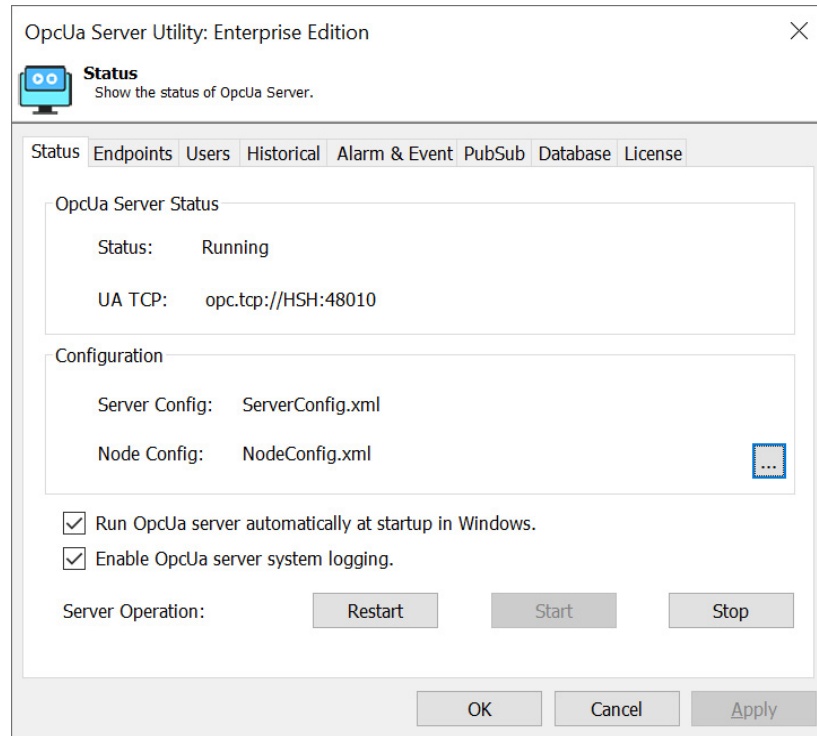 OpcUa Server Utility: Enterprise Edition
Status
Show the status of OpcUa Server.
Status Endpoints Users Historical Alarm & Event PubSub Database License
OpcUa Server Status
Status: Running
UA TCP: opc.tcp://HSH:48010
Configuration
Server Config: ServerConfig.xml
Node Config: NodeConfig.xml
...
Run OpcUa server automatically at startup in Windows.
Enable OpcUa server system logging.
Server Operation: Restart Start Stop
OK Cancel Apply